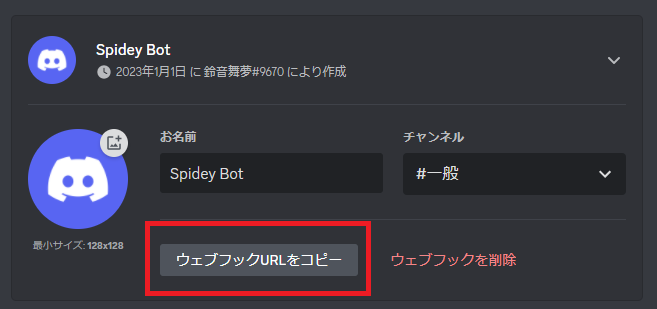 Spidey Bot
2023年1月1日 に 鈴音舞夢#9670 により作成
お名前
チャンネル
Spidey Bot
#一般
最小サイズ: 128x128
ウェブフックURLをコピー
ウェブフックを削除